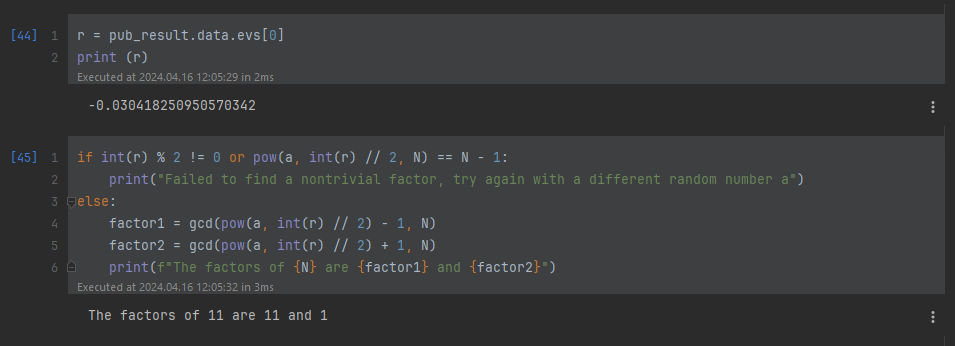 [44] 1 r = pub_result.data.evs[0]
2 print (r)
Executed at 2024.04.16 12:05:29 in 2ms
-0.030418250950570342
[45] 1 if int(r) % 2 != 0 or pow(a, int(r) // 2, N) == N - 1:
2 print("Failed to find a nontrivial factor, try again with a different random number a")
3 else:
4 factor1 = gcd(pow(a, int(r) // 2) - 1, N)
5 factor2 = gcd(pow(a, int(r) // 2) + 1, N)
6 print(f"The factors of {N} are {factor1} and {factor2}")
Executed at 2024.04.16 12:05:32 in 3ms
The factors of 11 are 11 and 1